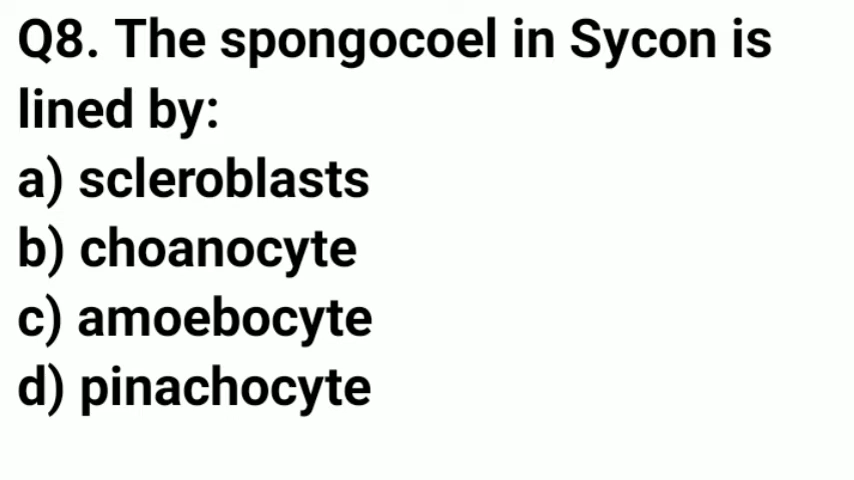 Q8. The spongocoel in Sycon is
lined by:
a) scleroblasts
b) choanocyte
c) amoebocyte
d) pinachocyte